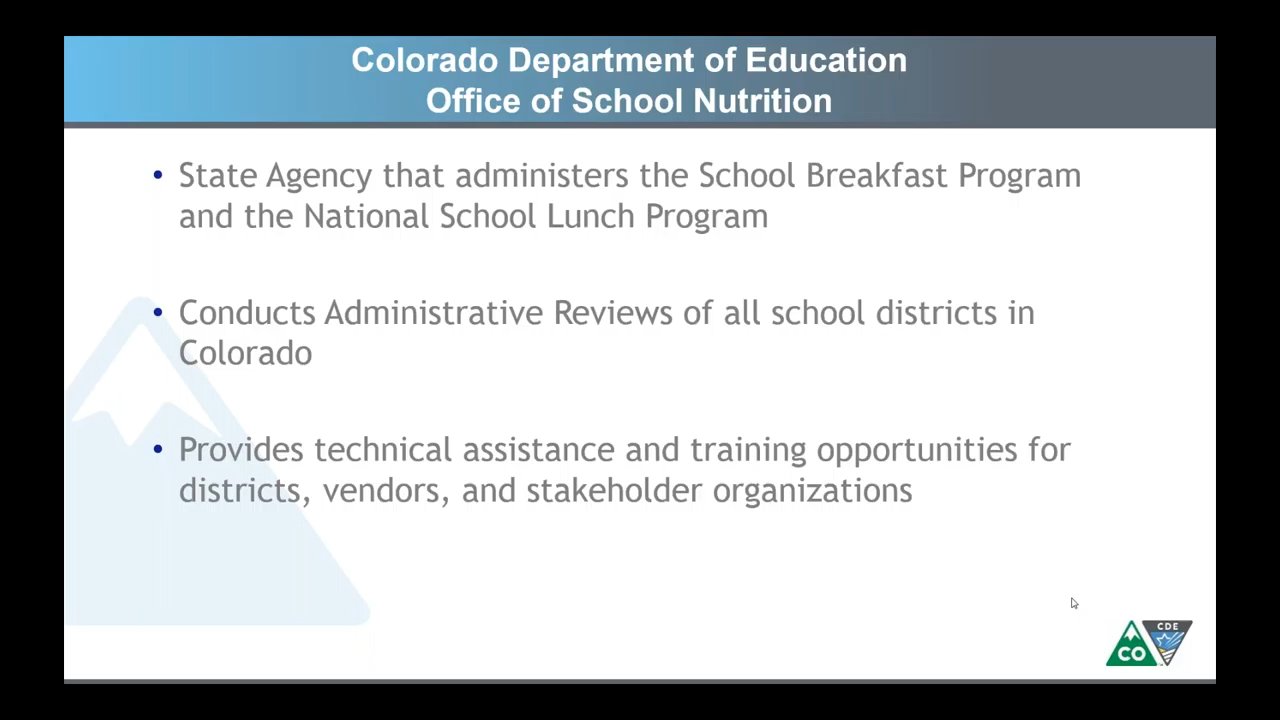 Colorado Department of Education
Office of School Nutrition
• State Agency that administers the School Breakfast Program
and the National School Lunch Program
• Conducts Administrative Reviews of all school districts in
Colorado
• Provides technical assistance and training opportunities for
districts, vendors, and stakeholder organizations
CO
CDE